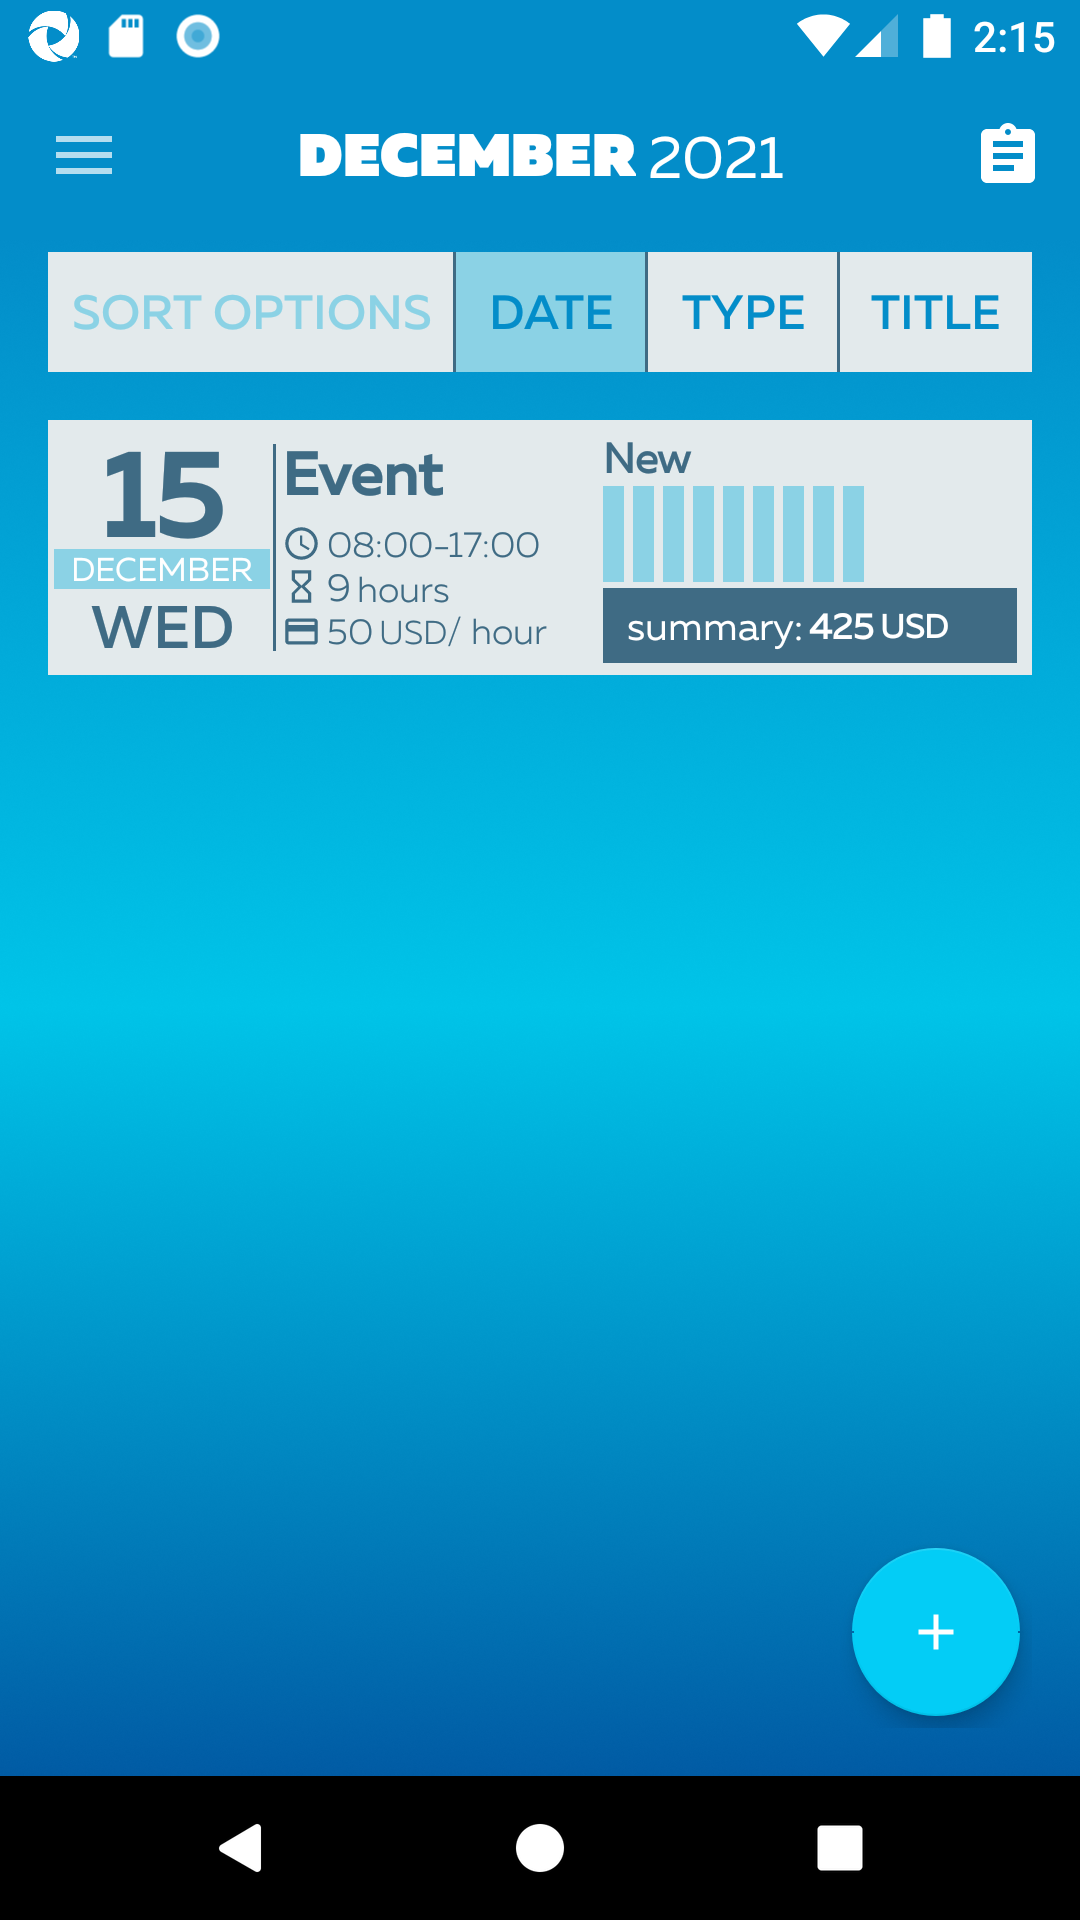 2:15
DECEMBER 2021
SORT OPTIONS DATE TYPE TITLE
15
DECEMBER
WED
Event
08:00-17:00
9 hours
50 USD/ hour
New
summary: 425 USD
+